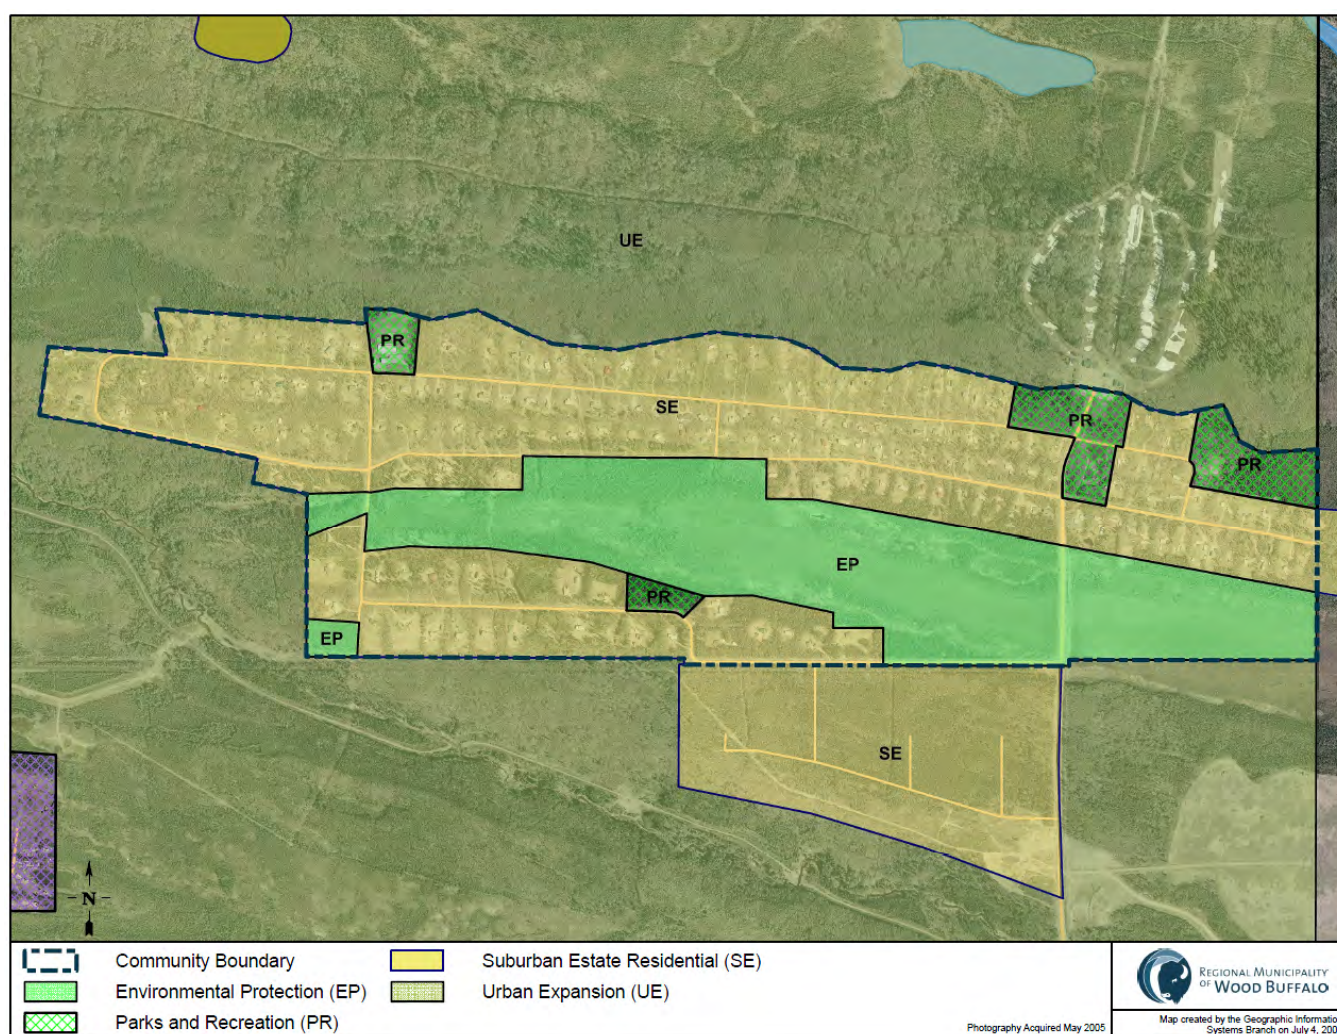 UE
PR
SE
PR
PR
EP
PR
EP
SE
N
Community Boundary
Environmental Protection (EP)
Parks and Recreation (PR)
Suburban Estate Residential (SE)
Urban Expansion (UE)
Photography Acquired May 2005
REGIONAL MUNICIPALITY
OF WOOD BUFFALO
Map created by the Geographic Informatio
Systems Branch on July 4, 200